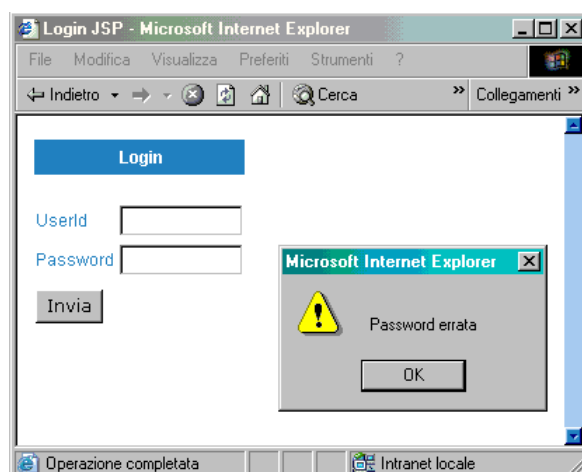 Login JSP - Microsoft Internet Explorer
File Modifica Visualizza Preferiti Strumenti ?
Indietro Cerca » Collegamenti »
Login
UserId
Password
Invia
Microsoft Internet Explorer
Password errata
OK
Operazione completata Intranet locale